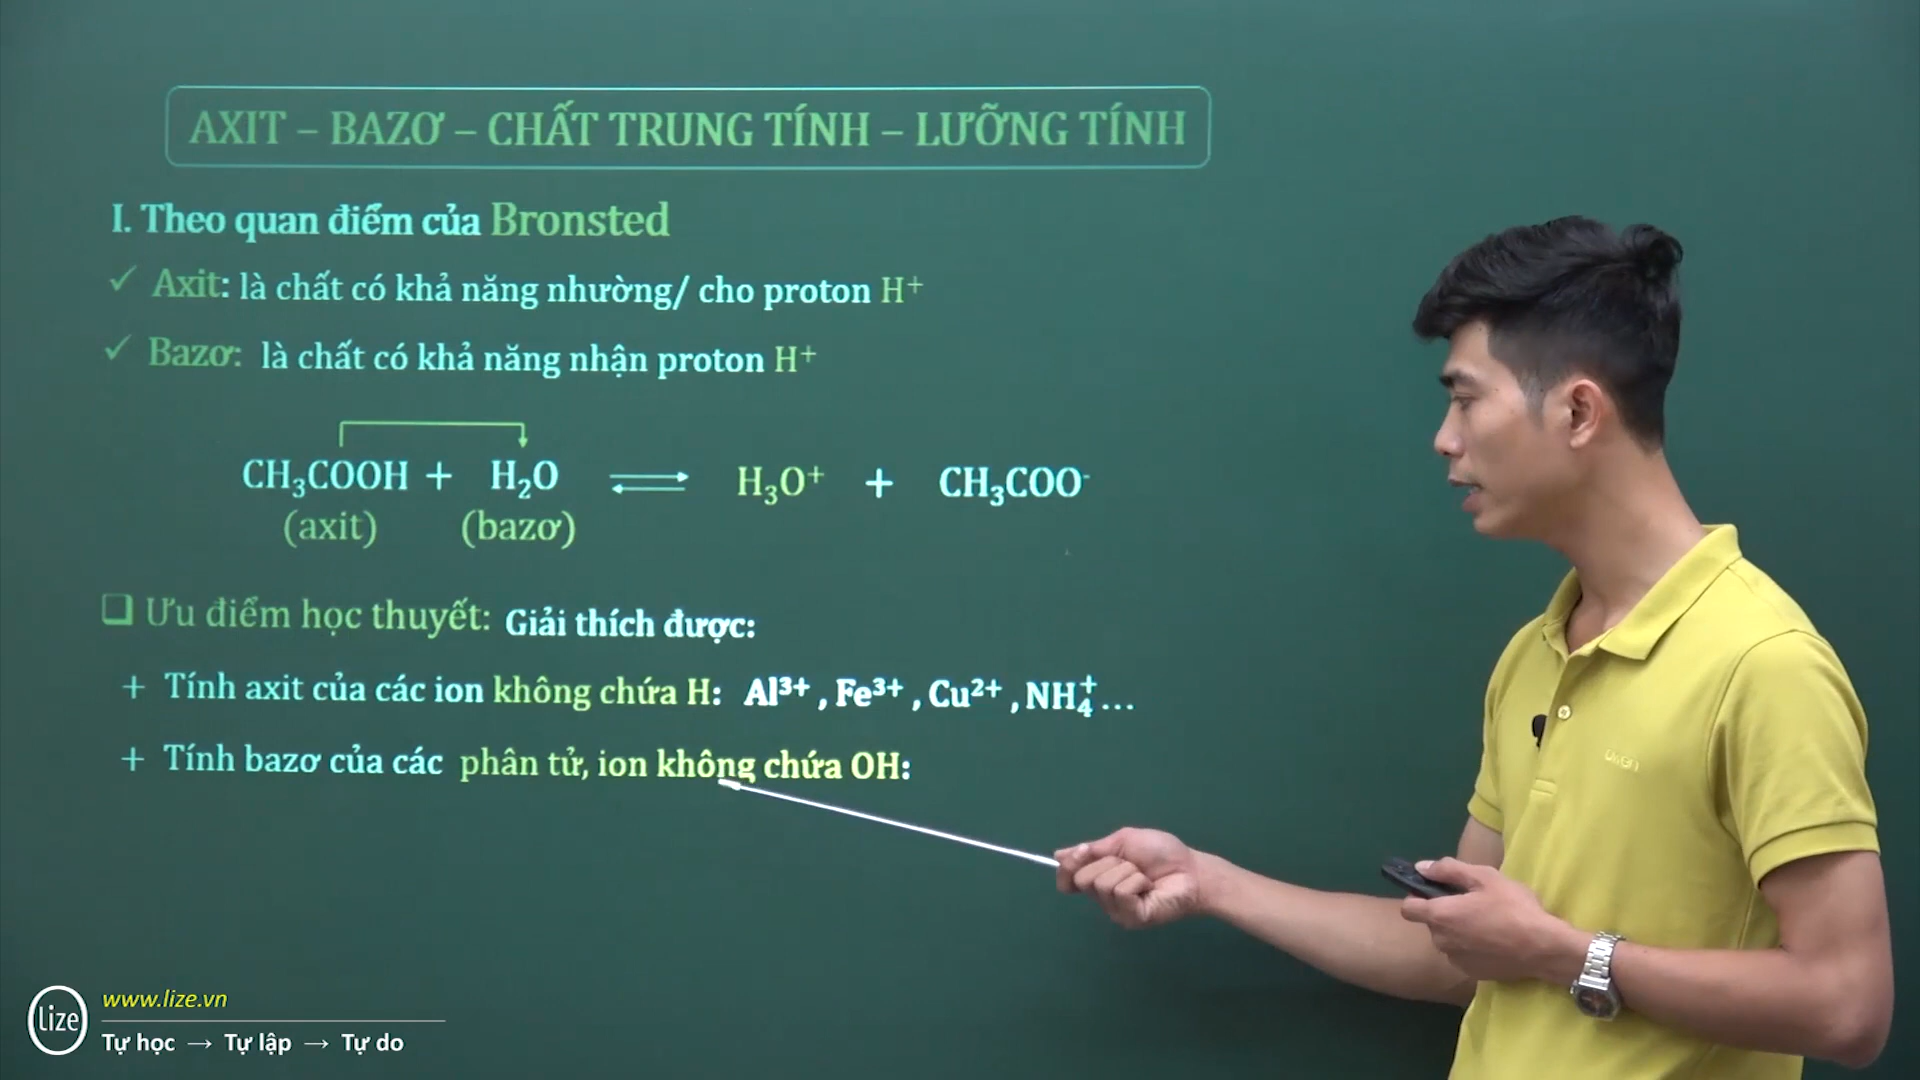 AXIT – BAZƠ – CHẤT TRUNG TÍNH – LƯỠNG TÍNH
I. Theo quan điểm của Bronsted
✓ Axit: là chất có khả năng nhường/ cho proton H⁺
✓ Bazơ: là chất có khả năng nhận proton H⁺
CH₃COOH + H₂O ⇌ H₃O⁺ + CH₃COO⁻
(axit) (bazơ)
❑ Ưu điểm học thuyết: Giải thích được:
+ Tính axit của các ion không chứa H: Al³⁺ , Fe³⁺ , Cu²⁺ , NH₄⁺ ...
+ Tính bazơ của các phân tử, ion không chứa OH:
lize
www.lize.vn
Tự học → Tự lập → Tự do